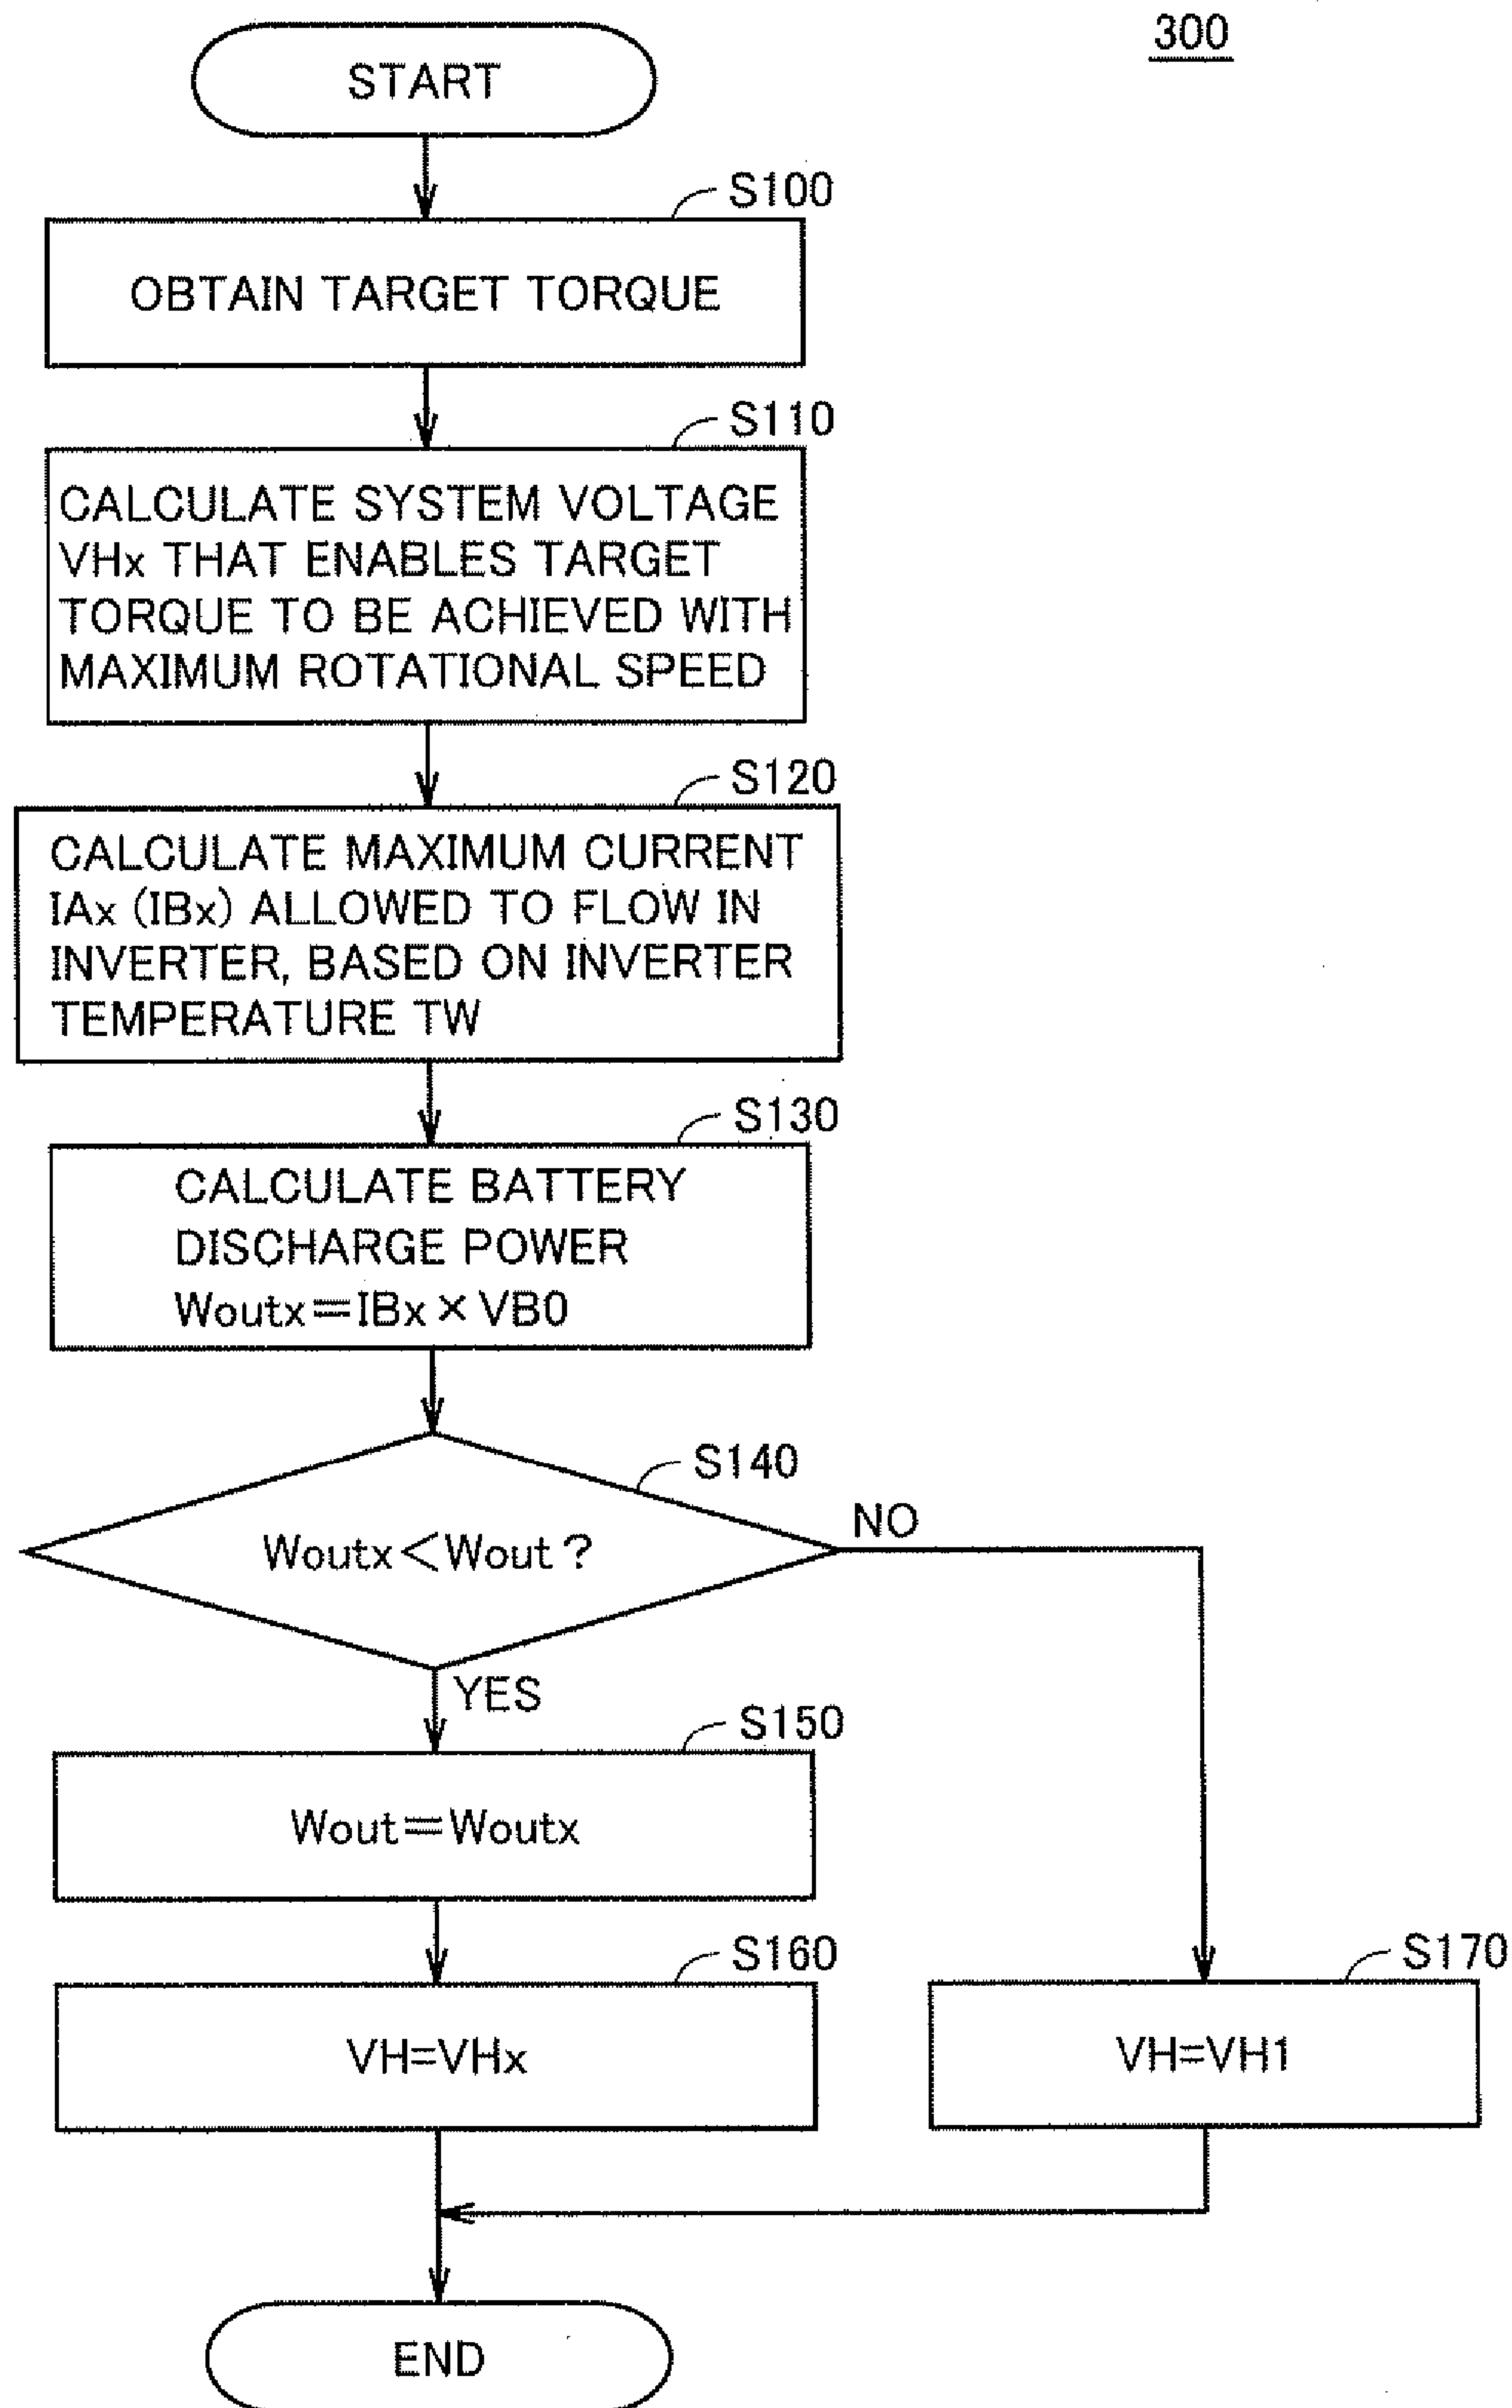 300
START
S100
OBTAIN TARGET TORQUE
S110
CALCULATE SYSTEM VOLTAGE
VHx THAT ENABLES TARGET
TORQUE TO BE ACHIEVED WITH
MAXIMUM ROTATIONAL SPEED
S120
CALCULATE MAXIMUM CURRENT
IAx (IBx) ALLOWED TO FLOW IN
INVERTER, BASED ON INVERTER
TEMPERATURE TW
S130
CALCULATE BATTERY
DISCHARGE POWER
Woutx=IBx × VB0
S140
Woutx<Wout?
NO
YES
S150
Wout=Woutx
S160
VH=VHx
S170
VH=VH1
END